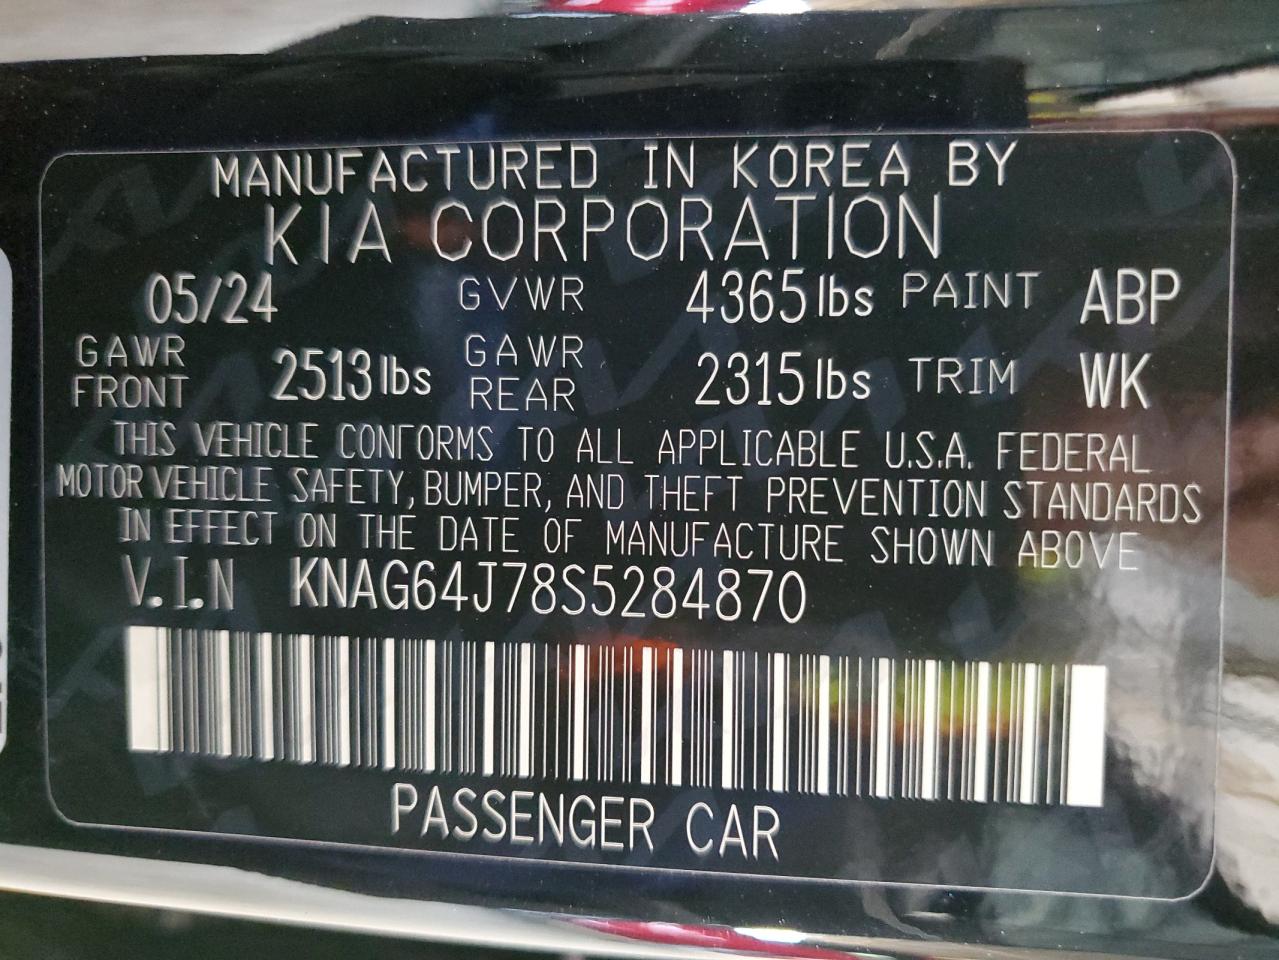 MANUFACTURED IN KOREA BY
KIA CORPORATION
05/24 GVWR 4365 lbs PAINT ABP
GAWR FRONT 2513 lbs GAWR REAR 2315 lbs TRIM WK
THIS VEHICLE CONFORMS TO ALL APPLICABLE U.S.A. FEDERAL
MOTOR VEHICLE SAFETY, BUMPER, AND THEFT PREVENTION STANDARDS
IN EFFECT ON THE DATE OF MANUFACTURE SHOWN ABOVE
V.I.N KNAG64J78S5284870
PASSENGER CAR